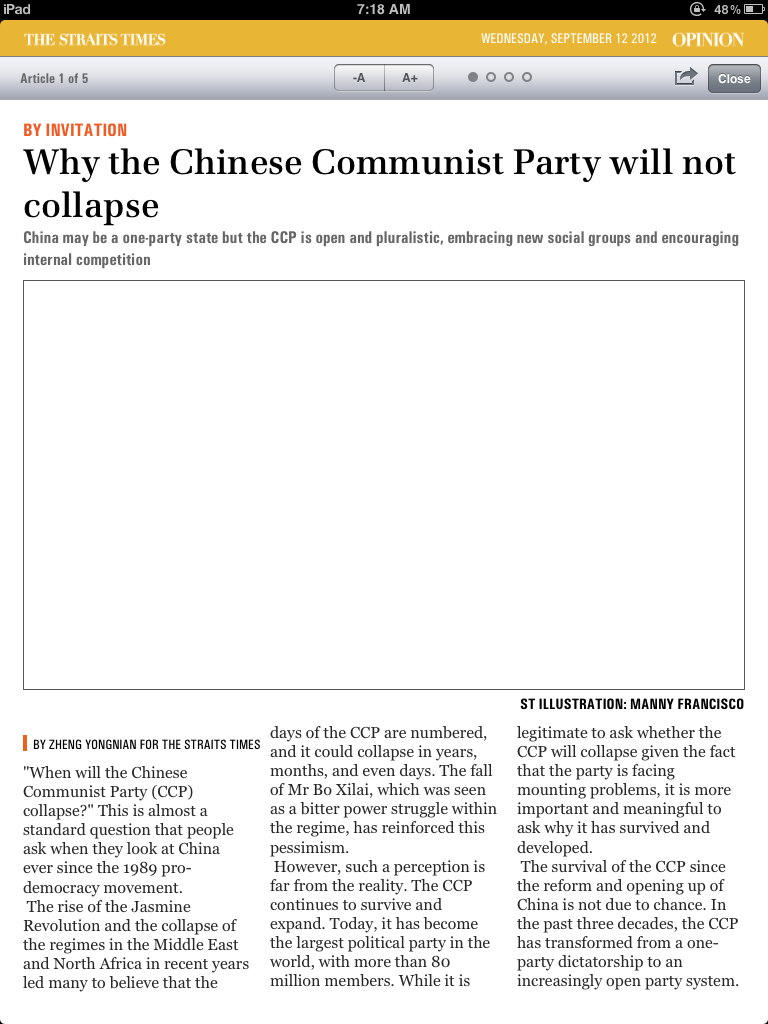 iPad
7:18 AM
48%
THE STRAITS TIMES
WEDNESDAY, SEPTEMBER 12 2012
OPINION
Article 1 of 5
-A
A+
Close
BY INVITATION
Why the Chinese Communist Party will not
collapse
China may be a one-party state but the CCP is open and pluralistic, embracing new social groups and encouraging
internal competition
ST ILLUSTRATION: MANNY FRANCISCO
BY ZHENG YONGNIAN FOR THE STRAITS TIMES
"When will the Chinese
Communist Party (CCP)
collapse?" This is almost a
standard question that people
ask when they look at China
ever since the 1989 pro-
democracy movement.
The rise of the Jasmine
Revolution and the collapse of
the regimes in the Middle East
and North Africa in recent years
led many to believe that the
days of the CCP are numbered,
and it could collapse in years,
months, and even days. The fall
of Mr Bo Xilai, which was seen
as a bitter power struggle within
the regime, has reinforced this
pessimism.
However, such a perception is
far from the reality. The CCP
continues to survive and
expand. Today, it has become
the largest political party in the
world, with more than 80
million members. While it is
legitimate to ask whether the
CCP will collapse given the fact
that the party is facing
mounting problems, it is more
important and meaningful to
ask why it has survived and
developed.
The survival of the CCP since
the reform and opening up of
China is not due to chance. In
the past three decades, the CCP
has transformed from a one-
party dictatorship to an
increasingly open party system.